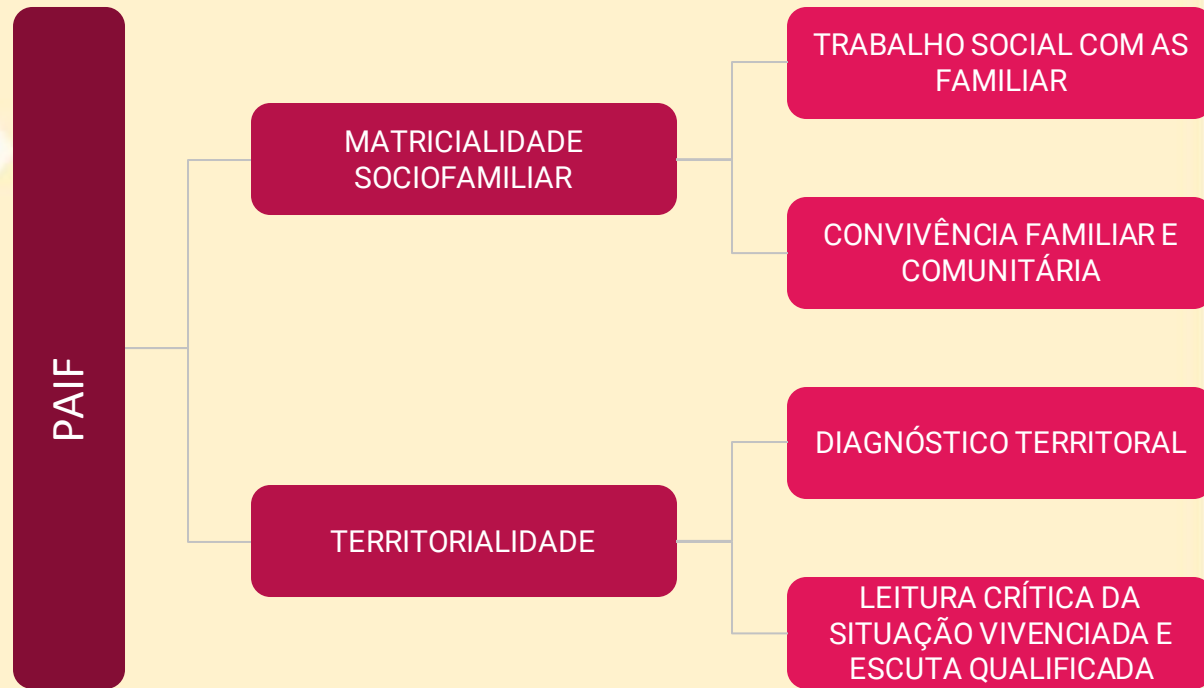 PAIF
MATRICIALIDADE
SOCIOFAMILIAR
TRABALHO SOCIAL COM AS
FAMILIAR
CONVIVÊNCIA FAMILIAR E
COMUNITÁRIA
TERRITORIALIDADE
DIAGNÓSTICO TERRITORAL
LEITURA CRÍTICA DA
SITUAÇÃO VIVENCIADA E
ESCUTA QUALIFICADA